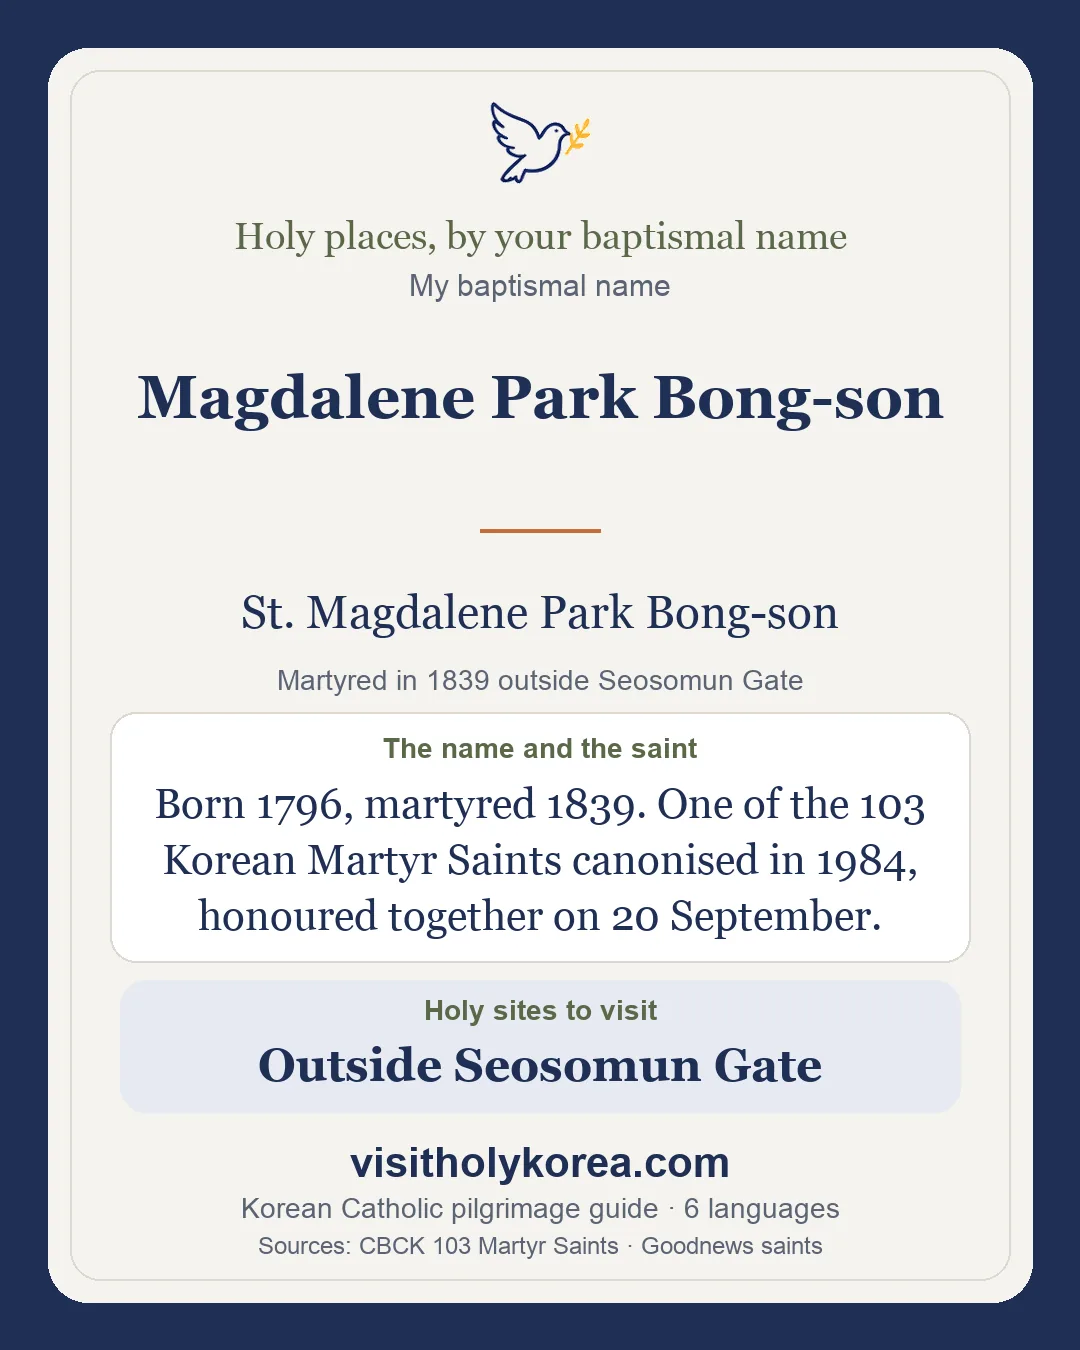 Holy places, by your baptismal name
My baptismal name
Magdalene Park Bong-son
St. Magdalene Park Bong-son
Martyred in 1839 outside Seosomun Gate
The name and the saint
Born 1796, martyred 1839. One of the 103
Korean Martyr Saints canonised in 1984,
honoured together on 20 September.
Holy sites to visit
Outside Seosomun Gate
visitholykorea.com
Korean Catholic pilgrimage guide · 6 languages
Sources: CBCK 103 Martyr Saints · Goodnews saints